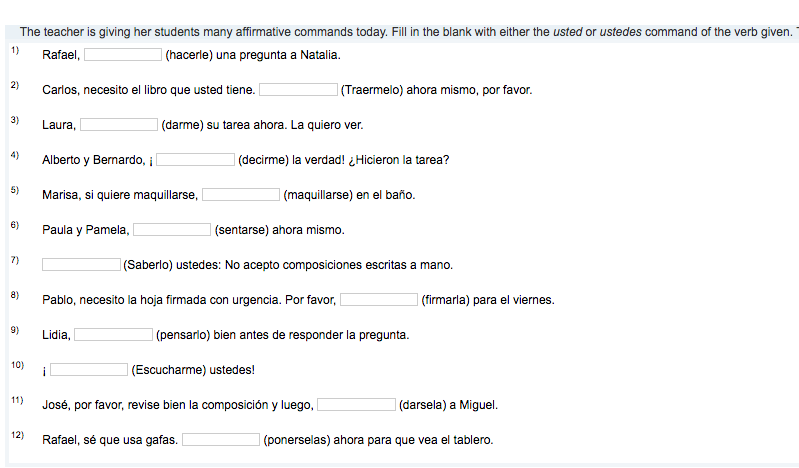 The teacher is giving her students many affirmative commands today. Fill in the blank with either the usted or ustedes command of the verb given.
1) Rafael, (hacerle) una pregunta a Natalia.
2) Carlos, necesito el libro que usted tiene. (Traermelo) ahora mismo, por favor.
3) Laura, (darme) su tarea ahora. La quiero ver.
4) Alberto y Bernardo, ¡ (decirme) la verdad! ¿Hicieron la tarea?
5) Marisa, si quiere maquillarse, (maquillarse) en el baño.
6) Paula y Pamela, (sentarse) ahora mismo.
7) (Saberlo) ustedes: No acepto composiciones escritas a mano.
8) Pablo, necesito la hoja firmada con urgencia. Por favor, (firmarla) para el viernes.
9) Lidia, (pensarlo) bien antes de responder la pregunta.
10) ¡ (Escucharme) ustedes!
11) José, por favor, revise bien la composición y luego, (darsela) a Miguel.
12) Rafael, sé que usa gafas. (ponerselas) ahora para que vea el tablero.